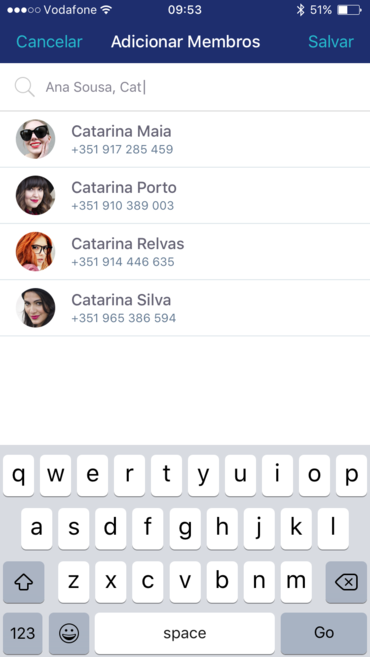 Vodafone 09:53 51%
Cancelar Adicionar Membros Salvar
Ana Sousa, Cat
Catarina Maia
+351 917 285 459
Catarina Porto
+351 910 389 003
Catarina Relvas
+351 914 446 635
Catarina Silva
+351 965 386 594
q w e r t y u i o p
a s d f g h j k l
z x c v b n m
123 space Go